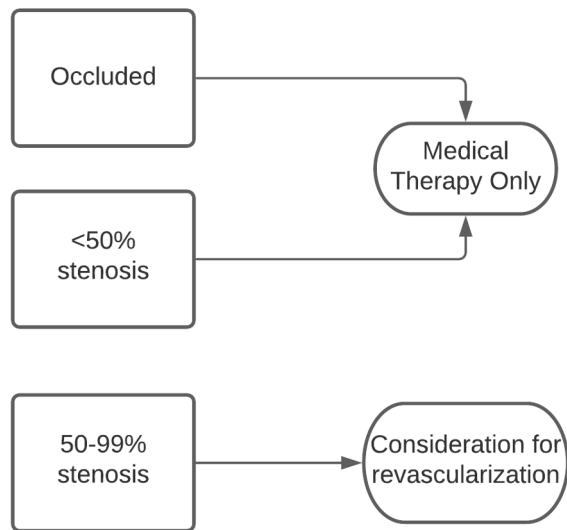 Occluded
Medical
Therapy Only
<50%
stenosis
50-99%
stenosis
Consideration for
revascularization